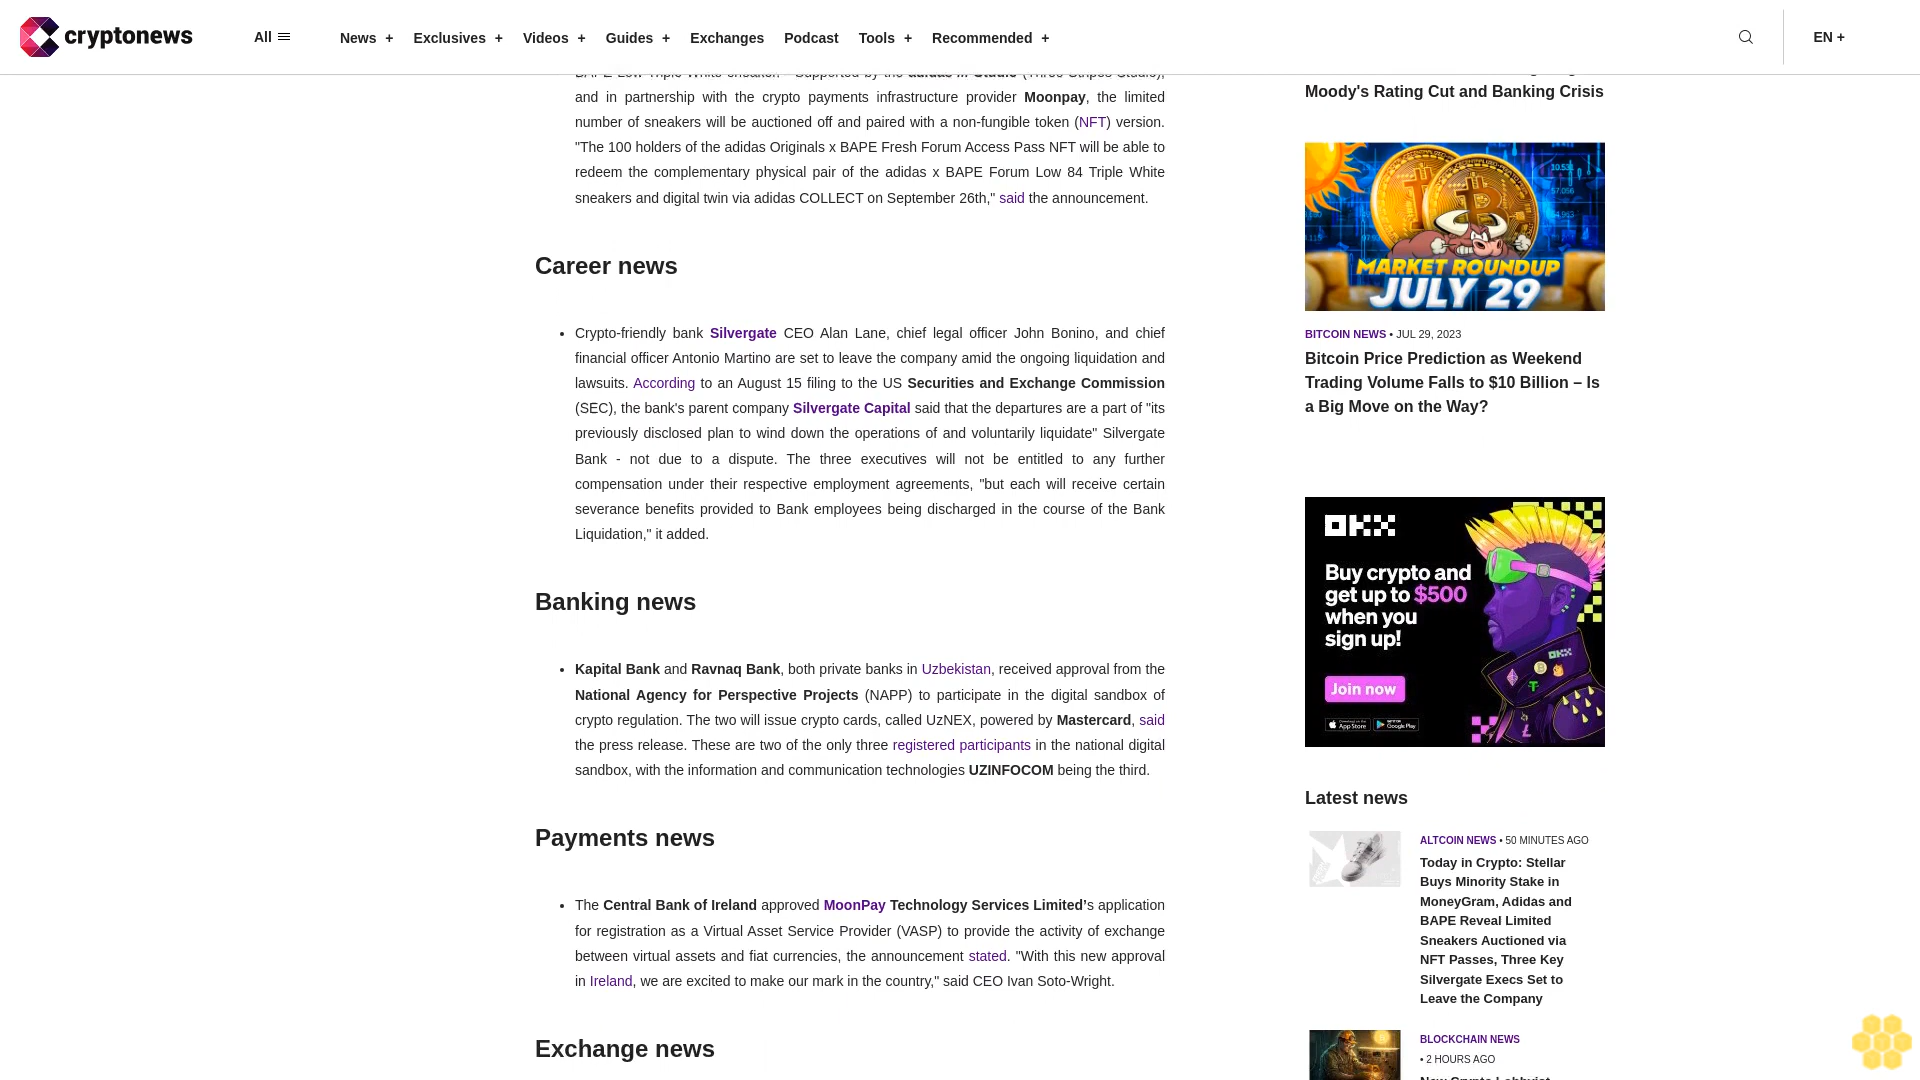 cryptonews
All
News +
Exclusives +
Videos +
Guides +
Exchanges
Podcast
Tools +
Recommended +
EN +
and in partnership with the crypto payments infrastructure provider Moonpay, the limited
number of sneakers will be auctioned off and paired with a non-fungible token (NFT) version.
"The 100 holders of the adidas Originals x BAPE Fresh Forum Access Pass NFT will be able to
redeem the complementary physical pair of the adidas x BAPE Forum Low 84 Triple White
sneakers and digital twin via adidas COLLECT on September 26th," said the announcement.
Career news
Crypto-friendly bank Silvergate CEO Alan Lane, chief legal officer John Bonino, and chief
financial officer Antonio Martino are set to leave the company amid the ongoing liquidation and
lawsuits. According to an August 15 filing to the US Securities and Exchange Commission
(SEC), the bank's parent company Silvergate Capital said that the departures are a part of "its
previously disclosed plan to wind down the operations of and voluntarily liquidate" Silvergate
Bank - not due to a dispute. The three executives will not be entitled to any further
compensation under their respective employment agreements, "but each will receive certain
severance benefits provided to Bank employees being discharged in the course of the Bank
Liquidation," it added.
Banking news
Kapital Bank and Ravnaq Bank, both private banks in Uzbekistan, received approval from the
National Agency for Perspective Projects (NAPP) to participate in the digital sandbox of
crypto regulation. The two will issue crypto cards, called UzNEX, powered by Mastercard, said
the press release. These are two of the only three registered participants in the national digital
sandbox, with the information and communication technologies UZINFOCOM being the third.
Payments news
The Central Bank of Ireland approved MoonPay Technology Services Limited’s application
for registration as a Virtual Asset Service Provider (VASP) to provide the activity of exchange
between virtual assets and fiat currencies, the announcement stated. "With this new approval
in Ireland, we are excited to make our mark in the country," said CEO Ivan Soto-Wright.
Exchange news
Moody's Rating Cut and Banking Crisis
MARKET ROUNDUP
JULY 29
BITCOIN NEWS • JUL 29, 2023
Bitcoin Price Prediction as Weekend
Trading Volume Falls to $10 Billion – Is
a Big Move on the Way?
OKX
Buy crypto and
get up to $500
when you
sign up!
Join now
App Store
Google Play
Latest news
ALTCOIN NEWS • 50 MINUTES AGO
Today in Crypto: Stellar
Buys Minority Stake in
MoneyGram, Adidas and
BAPE Reveal Limited
Sneakers Auctioned via
NFT Passes, Three Key
Silvergate Execs Set to
Leave the Company
BLOCKCHAIN NEWS
• 2 HOURS AGO
New Crypto Lobbyist